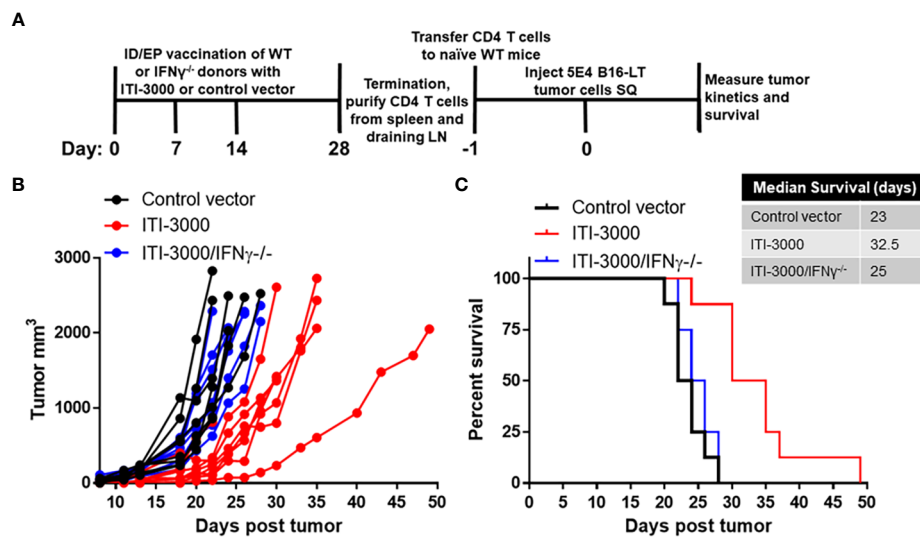 A
ID/EP vaccination of WT
or IFNγ-/- donors with
ITI-3000 or control vector
Termination,
purify CD4 T cells
from spleen and
draining LN
Transfer CD4 T cells
to naïve WT mice
Inject 5E4 B16-LT
tumor cells SQ
Measure tumor
kinetics and
survival
Day: 0 7 14 28 -1 0
B
Control vector
ITI-3000
ITI-3000/IFNγ-/-
Tumor mm3
3000
2000
1000
0
10 15 20 25 30 35 40 45 50
Days post tumor
C
Control vector
ITI-3000
ITI-3000/IFNγ-/-
Median Survival (days)
Control vector 23
ITI-3000 32.5
ITI-3000/IFNγ-/- 25
Percent survival
100
75
50
25
0
0 5 10 15 20 25 30 35 40 45 50
Days post tumor